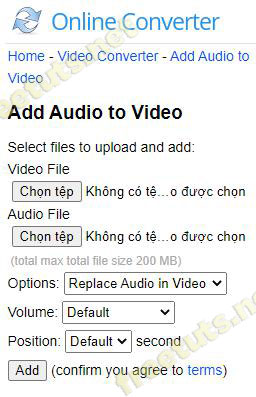 Online Converter
Home - Video Converter - Add Audio to
Video
Add Audio to Video
Select files to upload and add:
Video File
Chọn tệp Không có tệ...o được chọn
Audio File
Chọn tệp Không có tệ...o được chọn
(total max total file size 200 MB)
Options: Replace Audio in Video
Volume: Default
Position: Default second
Add (confirm you agree to terms)
freetuts.net
freetuts.net